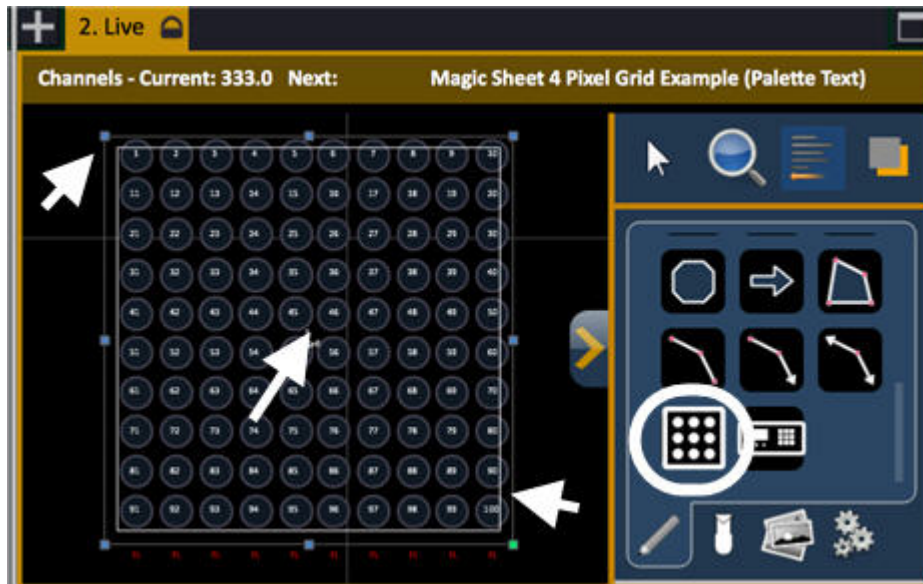 2. Live
Channels - Current: 333.0 Next: Magic Sheet 4 Pixel Grid Example (Palette Text)
1 2 3 4 5 6 7 8 9 10
11 12 13 14 15 16 17 18 19 20
21 22 23 24 25 26 27 28 29 30
31 32 33 34 35 36 37 38 39 40
41 42 43 44 45 46 47 48 49 50
51 52 53 54 56 57 58 59 60
61 62 63 64 65 66 67 68 69 70
71 72 73 74 75 76 77 78 79 80
81 82 83 84 85 86 87 88 89 90
91 92 93 94 95 96 97 98 99 100